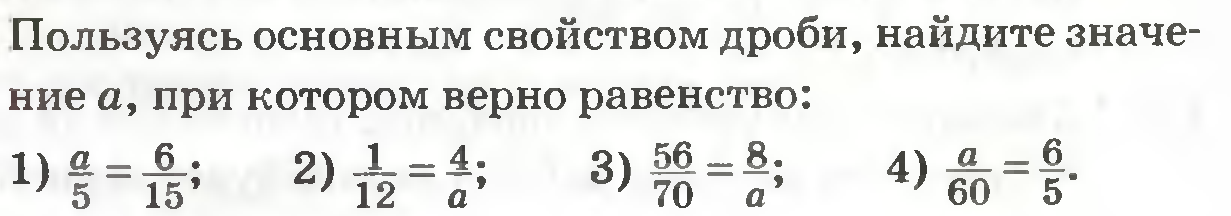 Пользуясь основным свойством дроби, найдите значе-
ние a, при котором верно равенство:
1) a/5 = 6/15; 2) 1/12 = 4/a; 3) 56/70 = 8/a; 4) a/60 = 6/5.